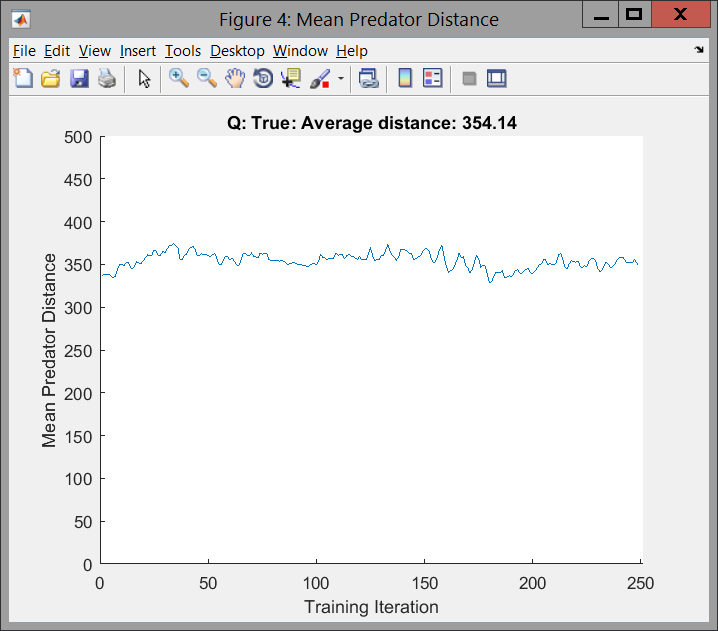 Figure 4: Mean Predator Distance
File Edit View Insert Tools Desktop Window Help
Q: True: Average distance: 354.14
500
450
400
350
300
250
200
150
100
50
0
Mean Predator Distance
0 50 100 150 200 250
Training Iteration